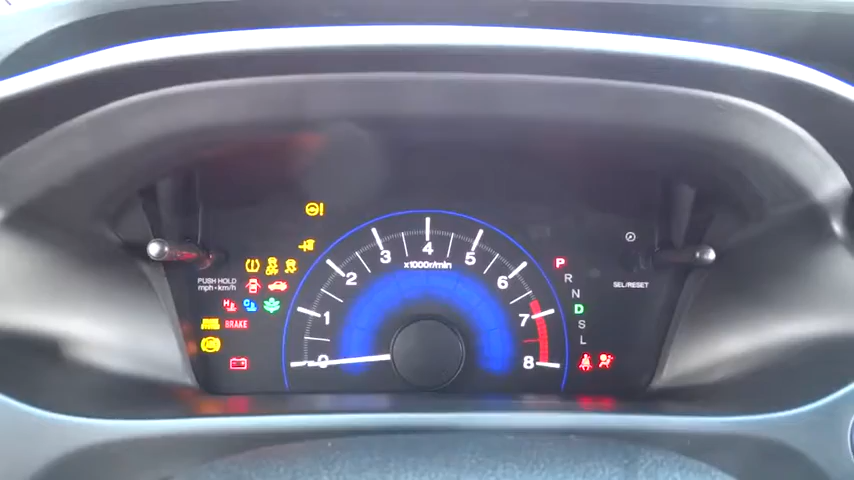 4
3
5
x1000r/min
2
6
P
R
PUSH HOLD
mph•km/h
SEL/RESET
N
H
C
1
7
D
BRAKE
S
L
0
8